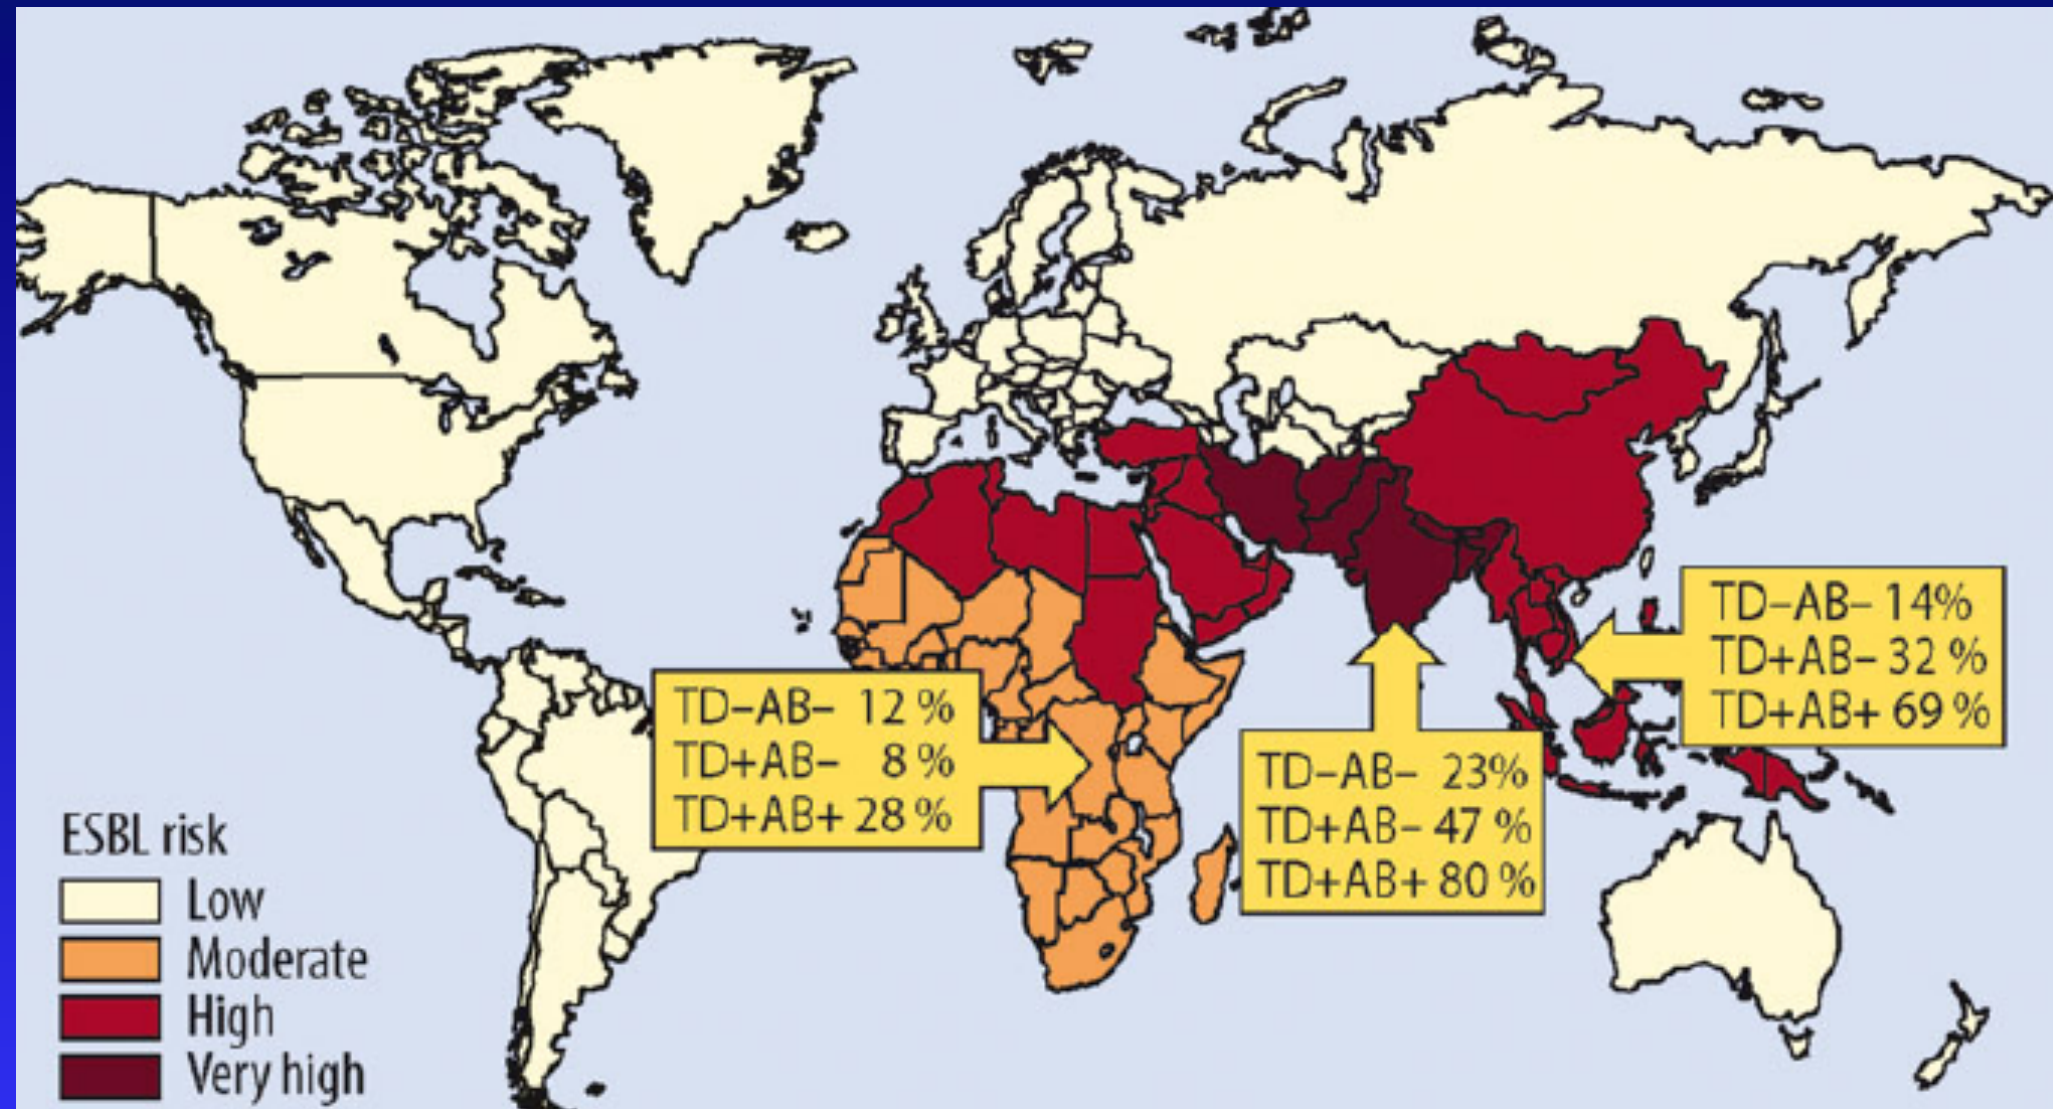 TD–AB– 14%
TD+AB– 32 %
TD+AB+ 69 %
TD–AB– 12 %
TD+AB– 8 %
TD+AB+ 28 %
TD–AB– 23%
TD+AB– 47 %
TD+AB+ 80 %
ESBL risk
Low
Moderate
High
Very high